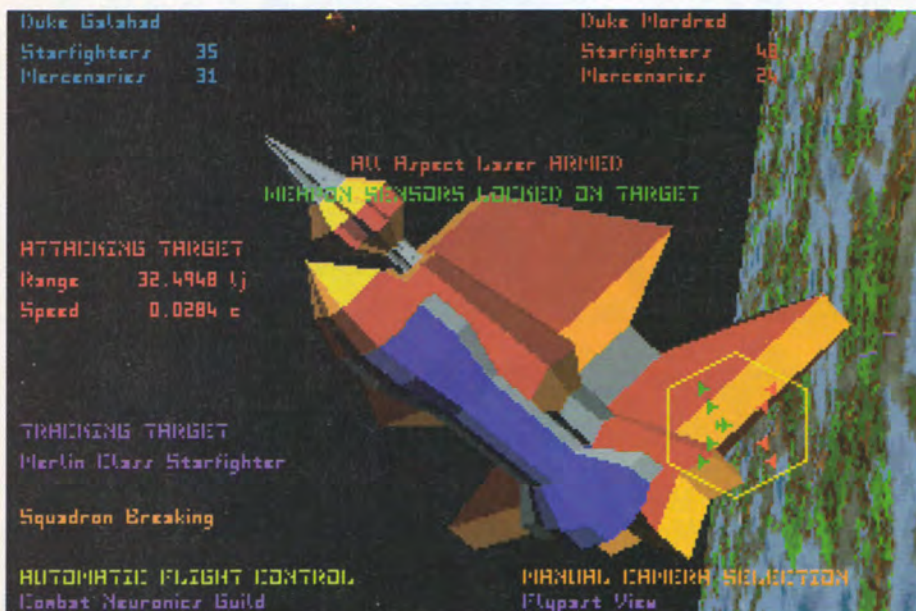 Duke Galahad
Starfighters 35
Mercenaries 31
Duke Mordred
Starfighters 48
Mercenaries 24
All Aspect Laser ARMED
WEAPON SENSORS LOCKED ON TARGET
ATTACKING TARGET
Range 32.4948 lj
Speed 0.0284 c
TRACKING TARGET
Merlin Class Starfighter
Squadron Breaking
AUTOMATIC FLIGHT CONTROL
Combat Neuronics Guild
MANUAL CAMERA SELECTION
Flypast View